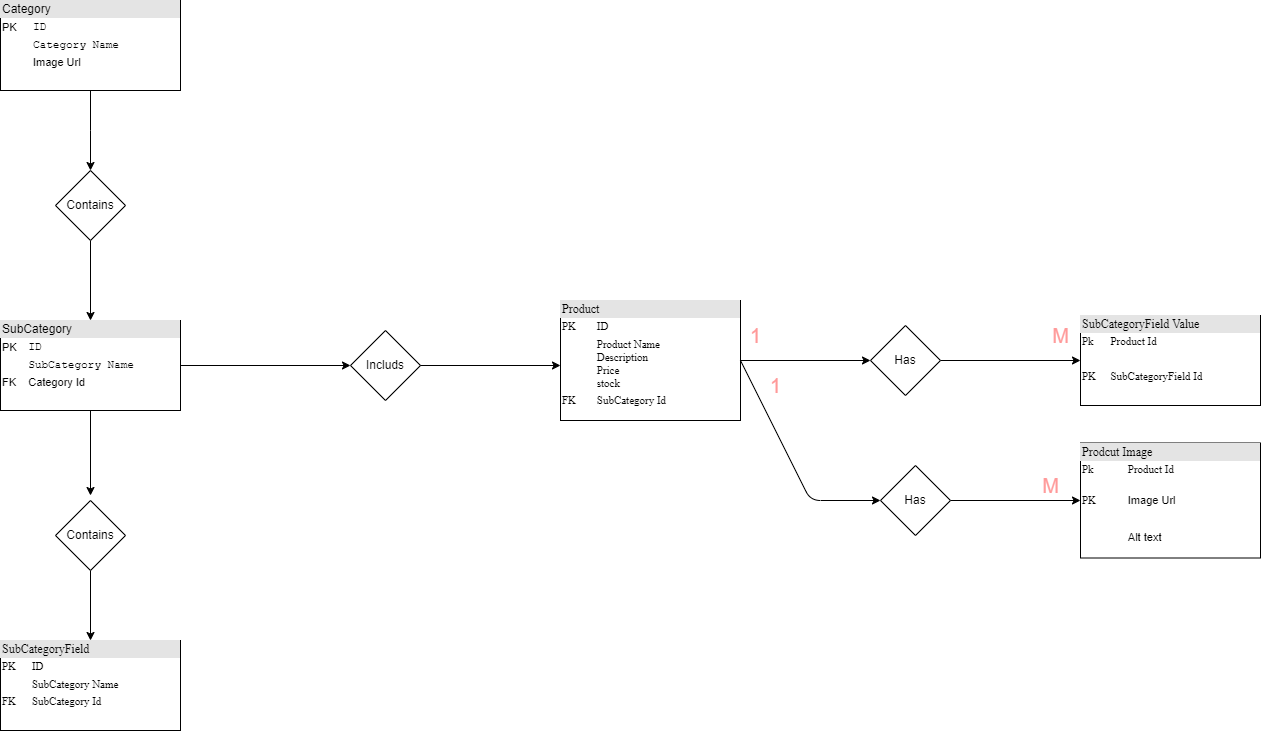 Category
PK ID
Category Name
Image Url
Contains
SubCategory
PK ID
SubCategory Name
FK Category Id
Includs
Product
PK ID
Product Name
Description
Price
stock
FK SubCategory Id
1
Has
M
SubCategoryField Value
Pk Product Id
PK SubCategoryField Id
1
Has
M
Prodcut Image
Pk Product Id
PK Image Url
Alt text
Contains
SubCategoryField
PK ID
SubCategory Name
FK SubCategory Id